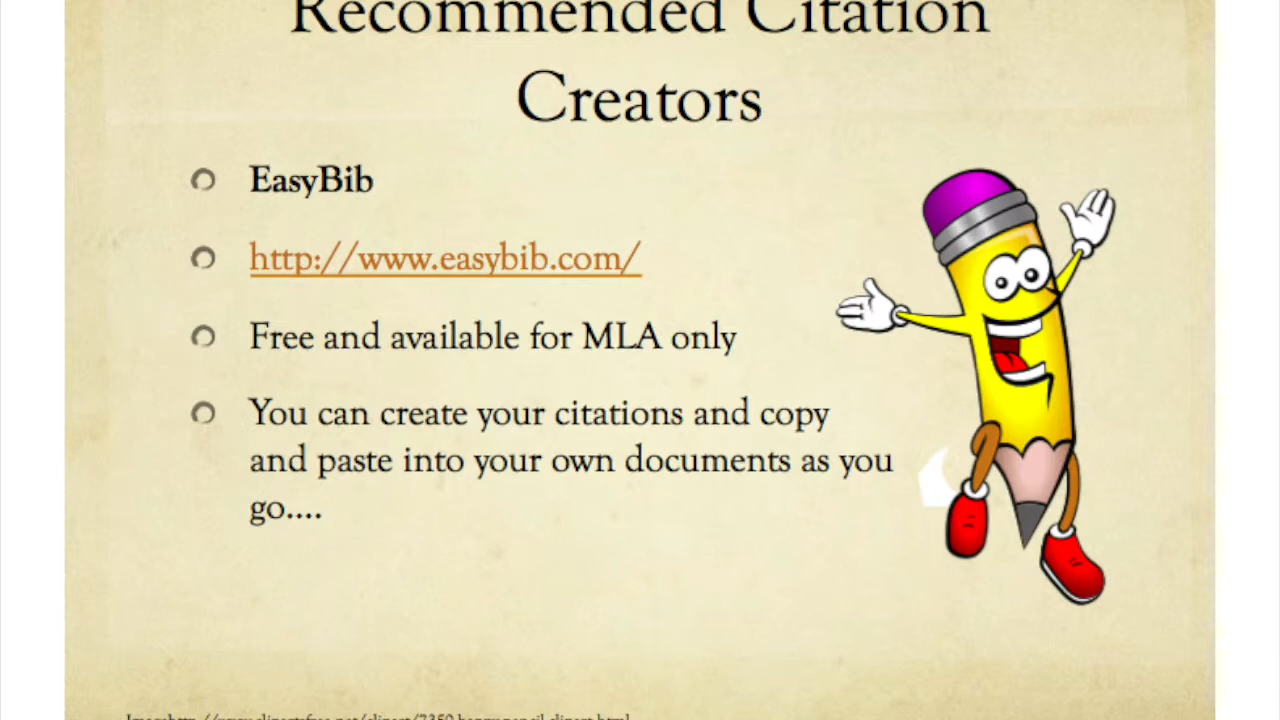 Recommended Citation
Creators
EasyBib
http://www.easybib.com/
Free and available for MLA only
You can create your citations and copy
and paste into your own documents as you
go....